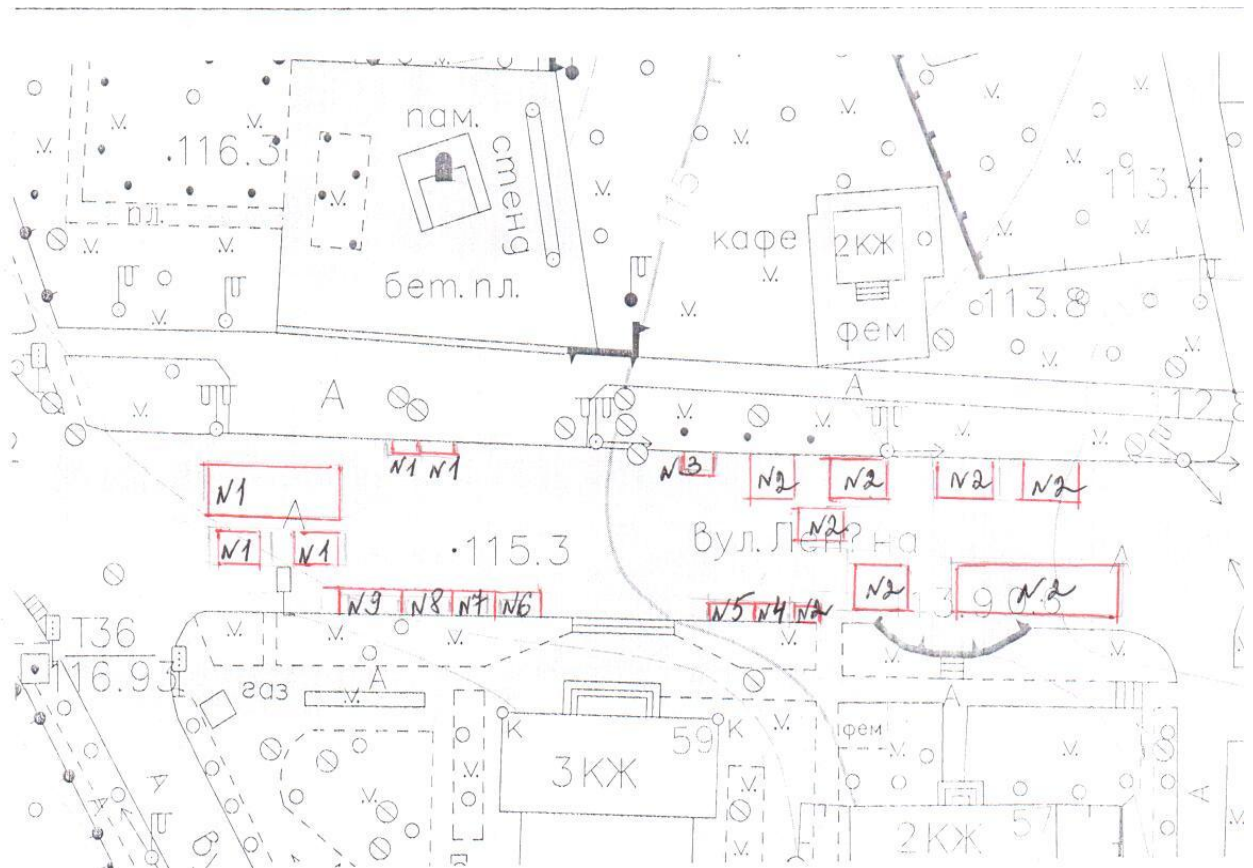 пам.
стенд
116.3
пл.
бет. пл.
115
кафе
2КЖ
фем
113.4
113.8
А
А
112.8
N1 N1
N3
N2
N2
N2
N2
N1
N2
N1
N1
А
115.3
вул. Лен?на
А
N2
N2
N9
N8
N7
N6
N5
N4
N2
Т36
116.93
газ
А
А
К
59
К
3КЖ
фем
А
А
2КЖ
57